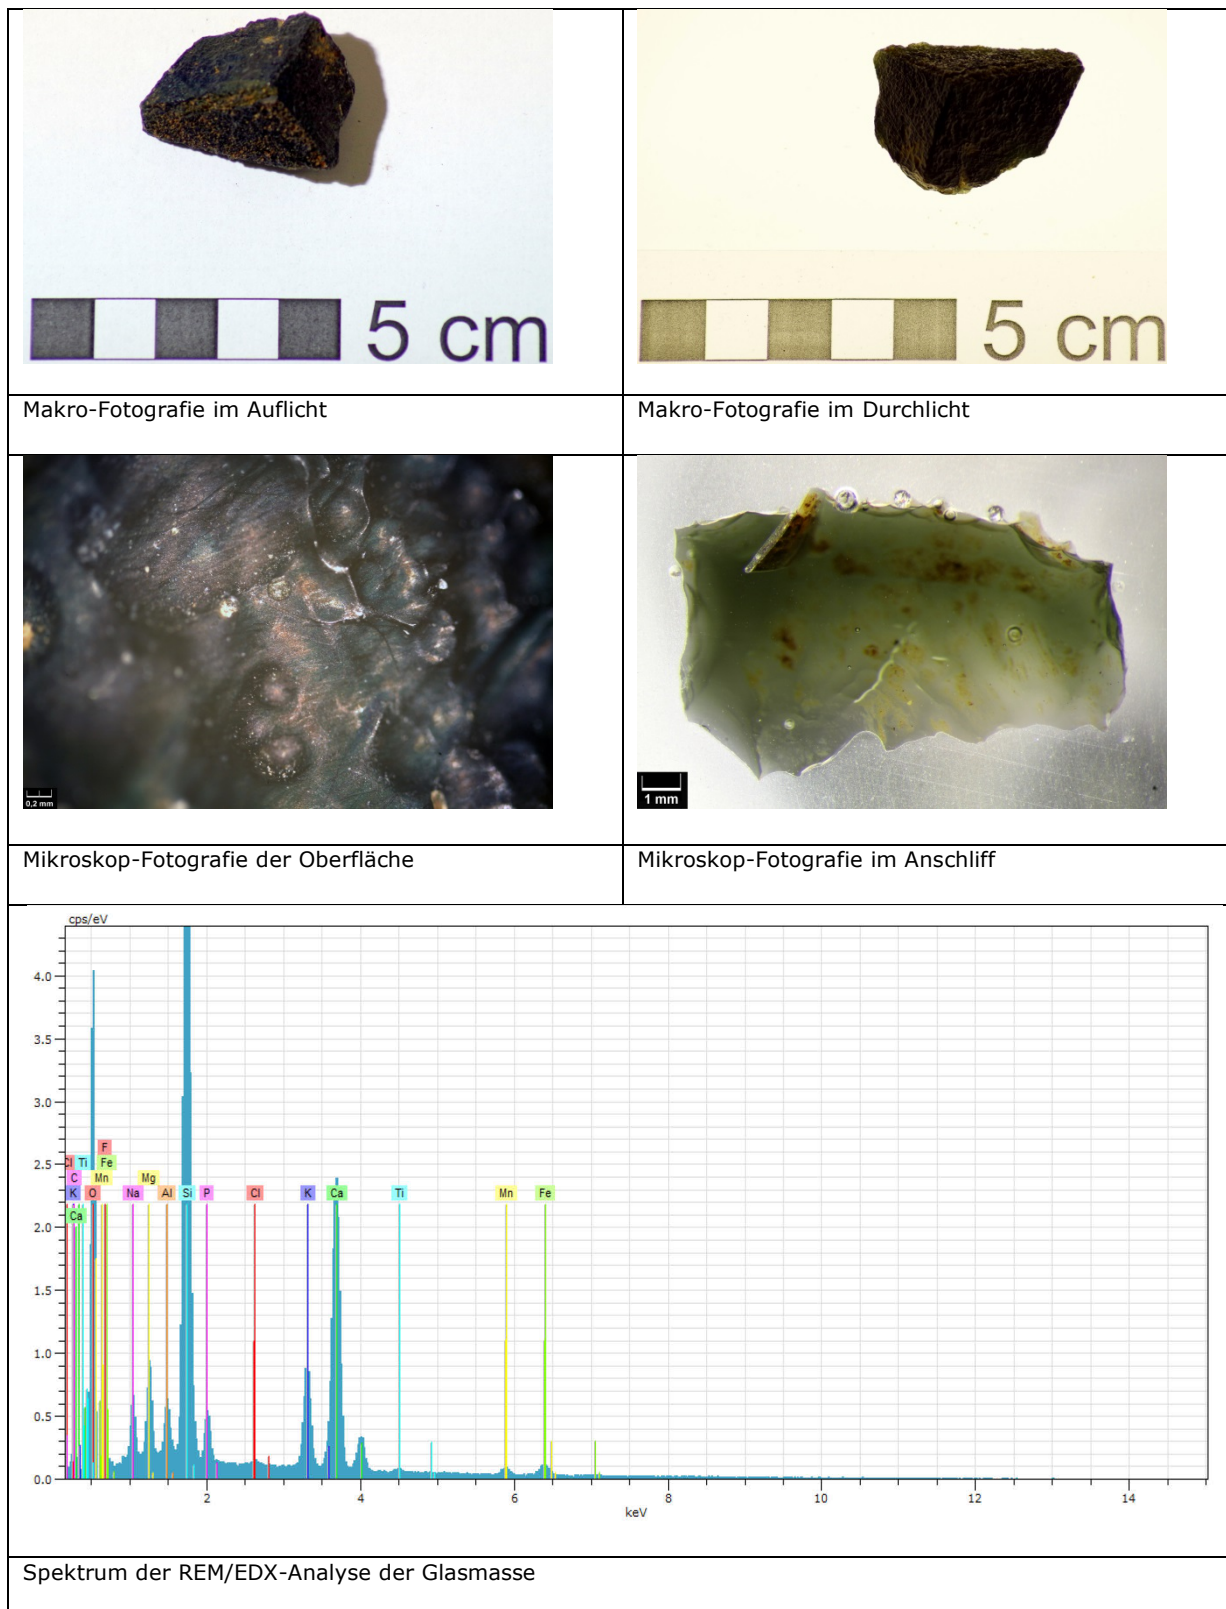 5 cm
5 cm
Makro-Fotografie im Auflicht
Makro-Fotografie im Durchlicht
0,2 mm
1 mm
Mikroskop-Fotografie der Oberfläche
Mikroskop-Fotografie im Anschliff
cps/eV
4.0
3.5
3.0
2.5
2.0
1.5
1.0
0.5
0.0
F
Cl Ti Fe
C Mn Mg
K O Na Al Si P Cl K Ca Ti Mn Fe
Ca
2 4 6 8 10 12 14
keV
Spektrum der REM/EDX-Analyse der Glasmasse